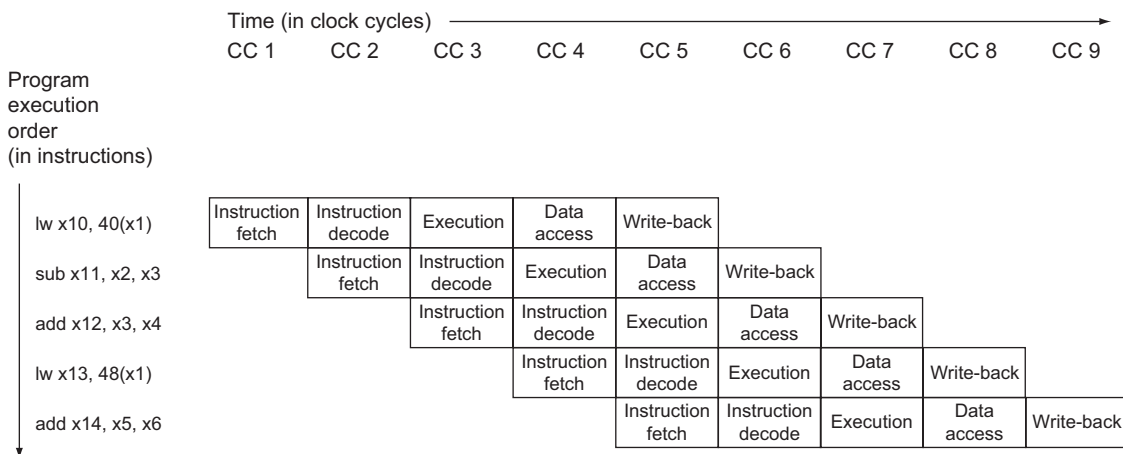 Time (in clock cycles)
CC 1 CC 2 CC 3 CC 4 CC 5 CC 6 CC 7 CC 8 CC 9
Program
execution
order
(in instructions)
lw x10, 40(x1)
Instruction fetch
Instruction decode
Execution
Data access
Write-back
sub x11, x2, x3
Instruction fetch
Instruction decode
Execution
Data access
Write-back
add x12, x3, x4
Instruction fetch
Instruction decode
Execution
Data access
Write-back
lw x13, 48(x1)
Instruction fetch
Instruction decode
Execution
Data access
Write-back
add x14, x5, x6
Instruction fetch
Instruction decode
Execution
Data access
Write-back